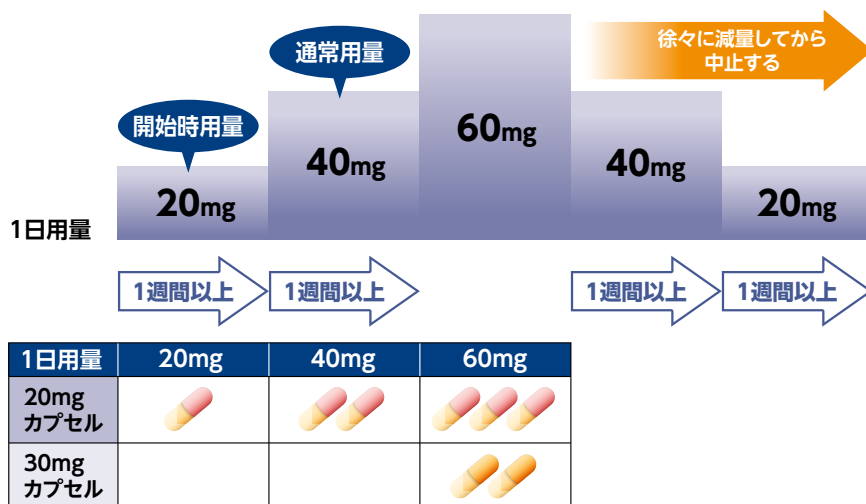 徐々に減量してから
中止する
通常用量
開始時用量
20mg
40mg
60mg
40mg
20mg
1日用量
1週間以上
1週間以上
1週間以上
1週間以上
1日用量 20mg 40mg 60mg
20mg
カプセル
30mg
カプセル